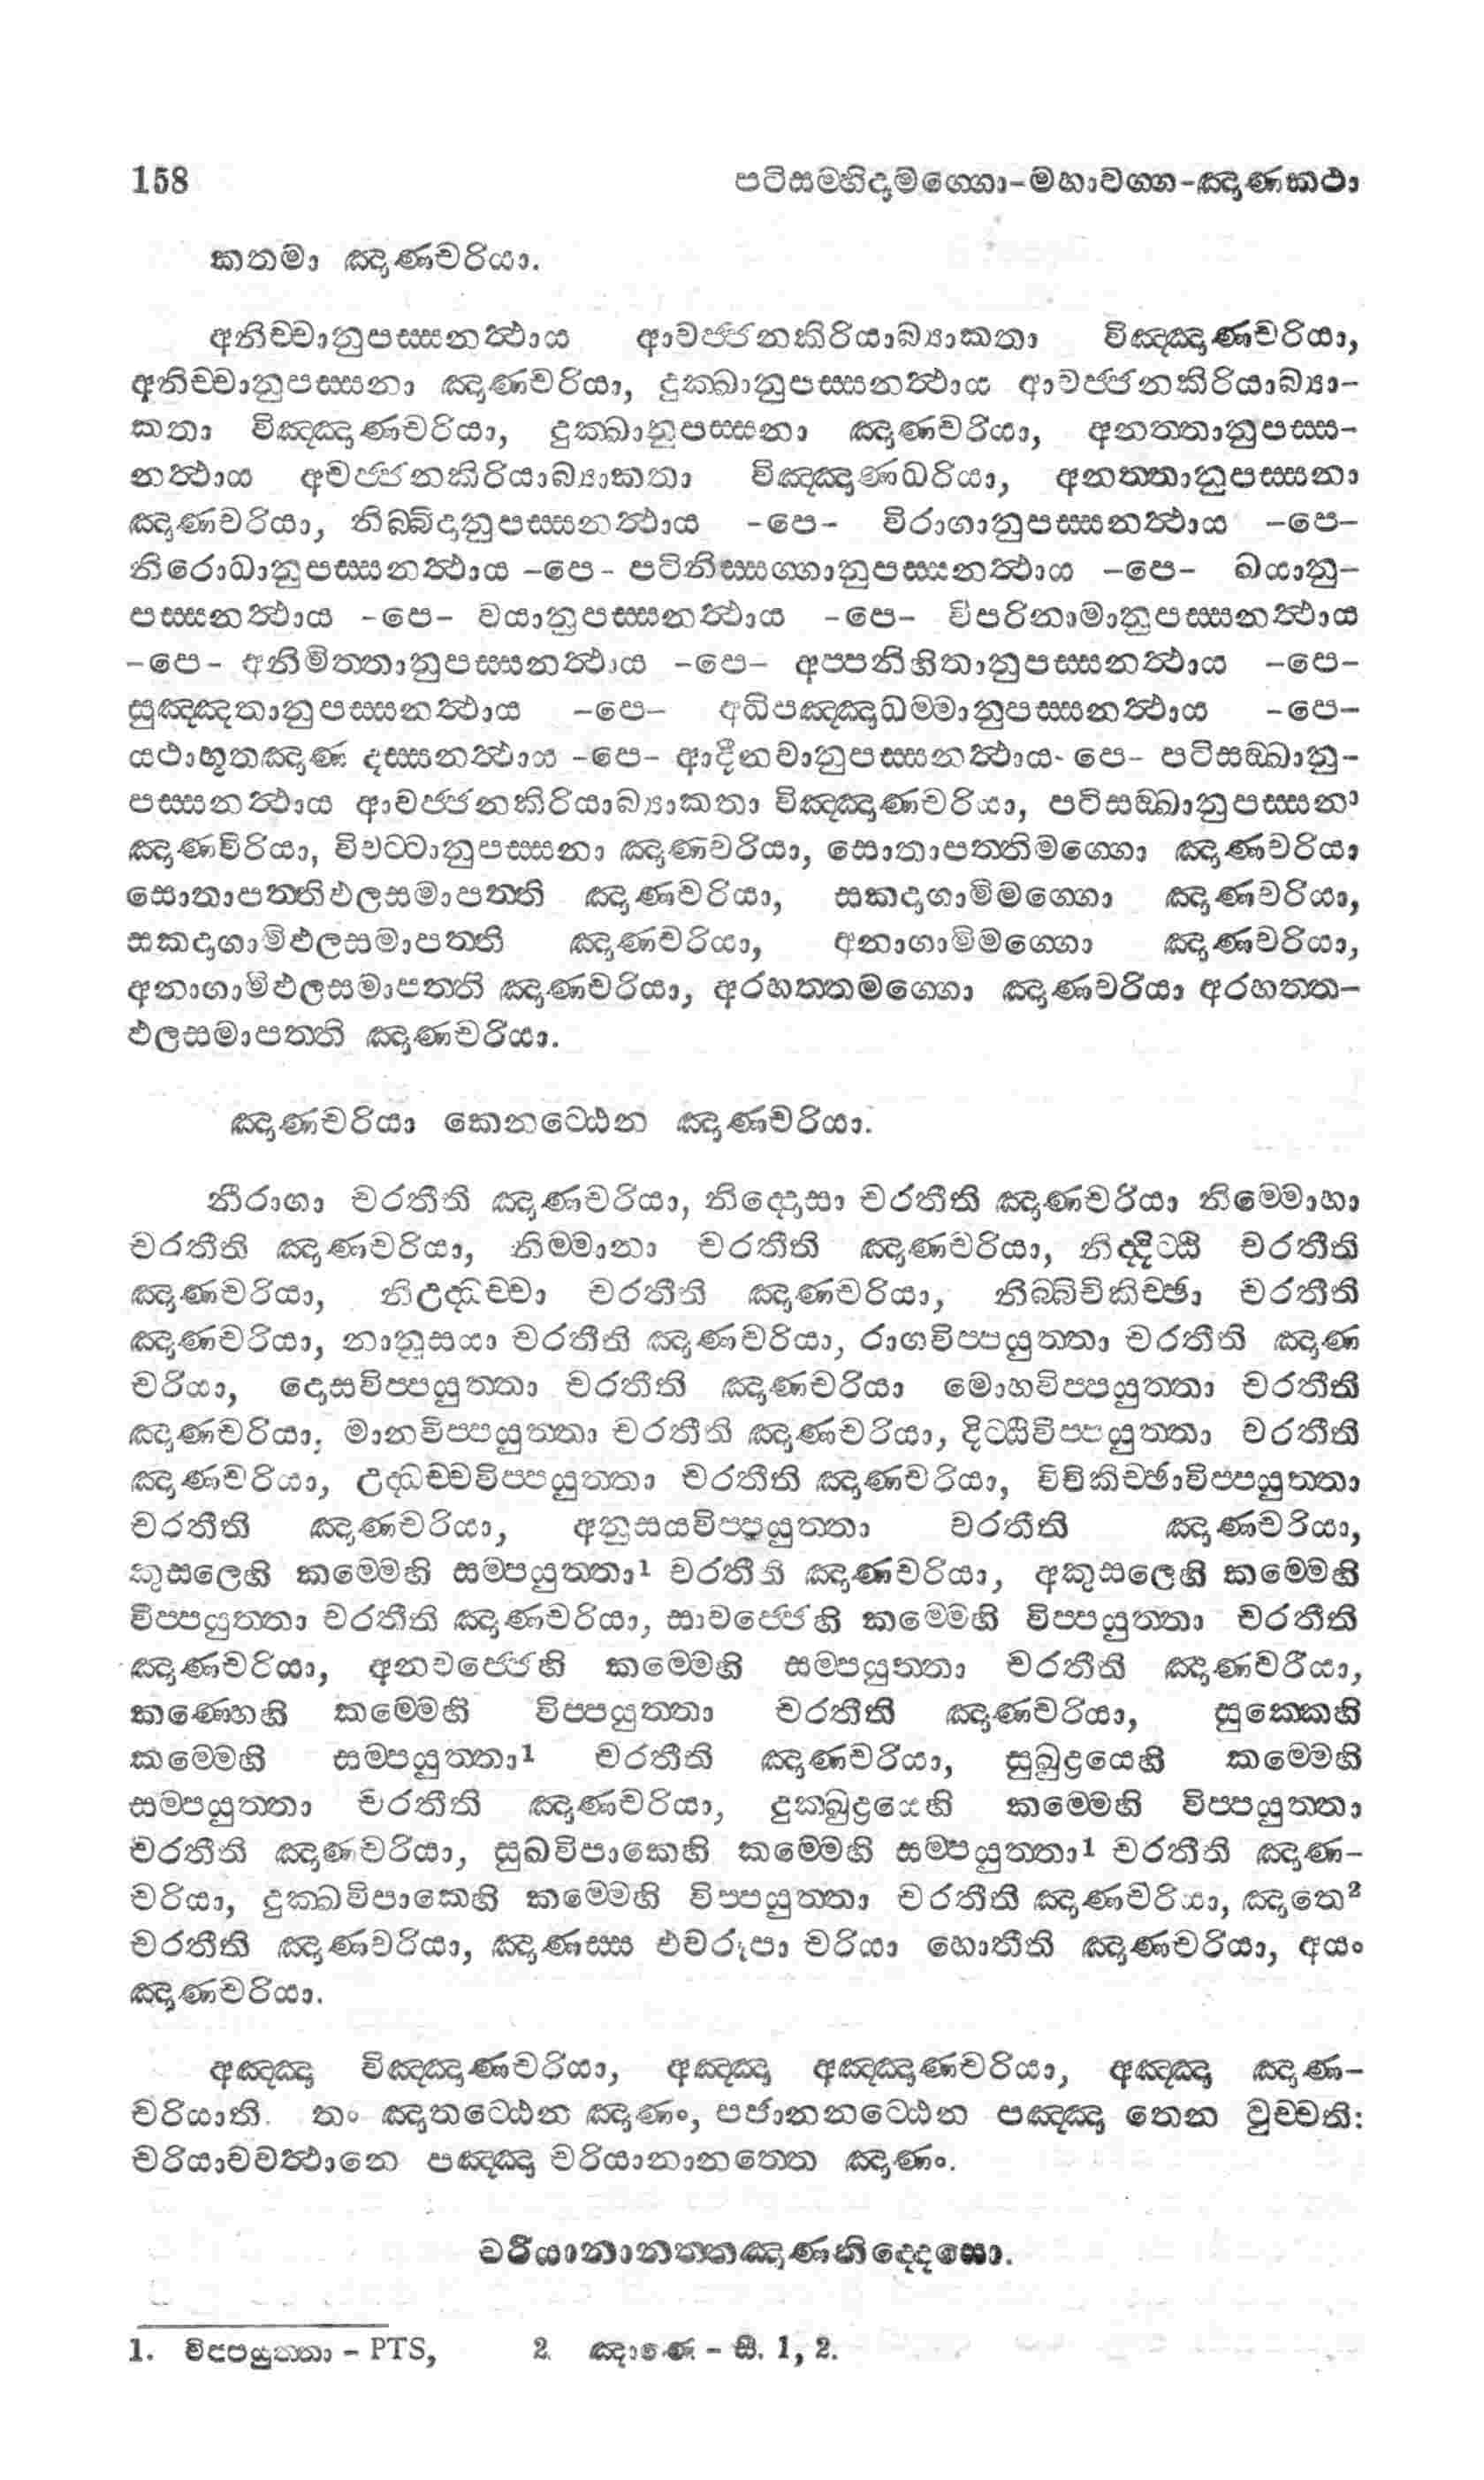 158 පටිසම්භිදාමග්ගො-මහාවග්ග-ඤාණකථා
කතමා ඤාණචරියා.
අනිච්චානුපස්සනත්ථාය ආවජ්ජනකිරියාබ්‍යාකතා විඤ්ඤාණචරියා,
අනිච්චානුපස්සනා ඤාණචරියා, දුක්ඛානුපස්සනත්ථාය ආවජ්ජනකිරියාබ්‍යා-
කතා විඤ්ඤාණචරියා, දුක්ඛානුපස්සනා ඤාණචරියා, අනත්තානුපස්ස-
නත්ථාය අවජ්ජනකිරියාබ්‍යාකතා විඤ්ඤාණධරියා, අනත්තානුපස්සනා
ඤාණචරියා, නිබ්බිදානුපස්සනත්ථාය -පෙ- විරාගානුපස්සනත්ථාය -පෙ-
නිරොධානුපස්සනත්ථාය -පෙ- පටිනිස්සග්ගානුපස්සනත්ථාය -පෙ- ඛයානු-
පස්සනත්ථාය -පෙ- වයානුපස්සනත්ථාය -පෙ- විපරිනාමානුපස්සනත්ථාය
-පෙ- අනිමිත්තානුපස්සනත්ථාය -පෙ- අප්පනිහිතානුපස්සනත්ථාය -පෙ-
සුඤ්ඤතානුපස්සනත්ථාය -පෙ- අධිපඤ්ඤාධම්මානුපස්සනත්ථාය -පෙ-
යථාභූතඤාණ දස්සනත්ථාය -පෙ- ආදීනවානුපස්සනත්ථාය- පෙ- පටිසඞ්ඛානු-
පස්සනත්ථාය ආවජ්ජනකිරියාබ්‍යාකතා විඤ්ඤාණචරියා, පටිසඞ්ඛානුපස්සනා
ඤාණචිරියා, විවට්ටානුපස්සනා ඤාණචරියා, සොතාපත්තිමග්ගො ඤාණචරියා
සොතාපත්තිඵලසමාපත්ති ඤාණචරියා, සකදාගාමිමග්ගො ඤාණචරියා,
සකදාගාමිඵලසමාපත්ති ඤාණචරියා, අනාගාමිමග්ගො ඤාණචරියා,
අනාගාමිඵලසමාපත්ති ඤාණචරියා, අරහත්තමග්ගො ඤාණචරියා අරහත්ත-
ඵලසමාපත්ති ඤාණචරියා.
ඤාණචරියා කෙනට්ඨෙන ඤාණචරියා.
නීරාගා චරතීති ඤාණචරියා, නිද්දොසා චරතීති ඤාණචරියා නිම්මොහා
චරතීති ඤාණචරියා, නිම්මානා චරතීති ඤාණචරියා, නිද්දිට්ඨි චරතීති
ඤාණචරියා, නිඋද්ධච්චා චරතීති ඤාණචරියා, නිබ්බිචිකිච්ඡා චරතීති
ඤාණචරියා, නානුසයා චරතීති ඤාණචරියා, රාගවිප්පයුත්තා චරතීති ඤාණ
චරියා, දොසවිප්පයුත්තා චරතීති ඤාණචරියා මොහවිප්පයුත්තා චරතීති
ඤාණචරියා, මානවිප්පයුත්තා චරතීති ඤාණචරියා, දිට්ඨිවිප්පයුත්තා චරතීති
ඤාණචරියා, උද්ධච්චවිප්පයුත්තා චරතීති ඤාණචරියා, විචිකිච්ඡාවිප්පයුත්තා
චරතීති ඤාණචරියා, අනුසයවිප්පයුත්තා චරතීති ඤාණචරියා,
කුසලෙහි කම්මෙහි සම්පයුත්තා¹ චරතීති ඤාණචරියා, අකුසලෙහි කම්මෙහි
විප්පයුත්තා චරතීති ඤාණචරියා, සාවජ්ජෙහි කම්මෙහි විප්පයුත්තා චරතීති
ඤාණචරියා, අනවජ්ජෙහි කම්මෙහි සම්පයුත්තා චරතීති ඤාණචරියා,
කණ්හෙහි කම්මෙහි විප්පයුත්තා චරතීති ඤාණචරියා, සුක්කෙහි
කම්මෙහි සම්පයුත්තා¹ චරතීති ඤාණචරියා, සුඛුද්‍රයෙහි කම්මෙහි
සම්පයුත්තා චරතීති ඤාණචරියා, දුක්ඛුද්‍රයෙහි කම්මෙහි විප්පයුත්තා
චරතීති ඤාණචරියා, සුඛවිපාකෙහි කම්මෙහි සම්පයුත්තා¹ චරතීති ඤාණ-
චරියා, දුක්ඛවිපාකෙහි කම්මෙහි විප්පයුත්තා චරතීති ඤාණචරියා, ඤාතෙ²
චරතීති ඤාණචරියා, ඤාණස්ස එවරූපා චරියා හොතීති ඤාණචරියා, අයං
ඤාණචරියා.
අඤ්ඤා විඤ්ඤාණචරියා, අඤ්ඤා අඤ්ඤාණචරියා, අඤ්ඤා ඤාණ-
චරියාති. තං ඤාතට්ඨෙන ඤාණං, පජානනට්ඨෙන පඤ්ඤා තෙන වුච්චති:
චරියාවවත්ථානෙ පඤ්ඤා චරියානානත්තෙ ඤාණං.
චරියානානත්තඤාණනිද්දෙසො.
1. විප්පයුත්තා - PTS, 2. ඤාණෙ - සී. 1, 2.